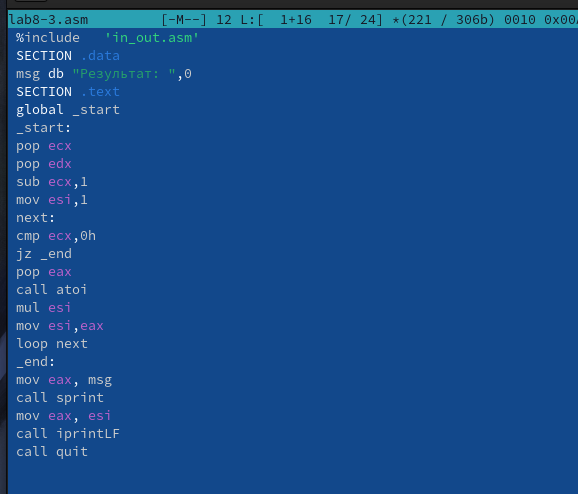 lab8-3.asm [-M--] 12 L:[ 1+16 17/ 24] *(221 / 306b) 0010 0x00
%include 'in_out.asm'
SECTION .data
msg db "Результат: ",0
SECTION .text
global _start
_start:
pop ecx
pop edx
sub ecx,1
mov esi,1
next:
cmp ecx,0h
jz _end
pop eax
call atoi
mul esi
mov esi,eax
loop next
_end:
mov eax, msg
call sprint
mov eax, esi
call iprintLF
call quit